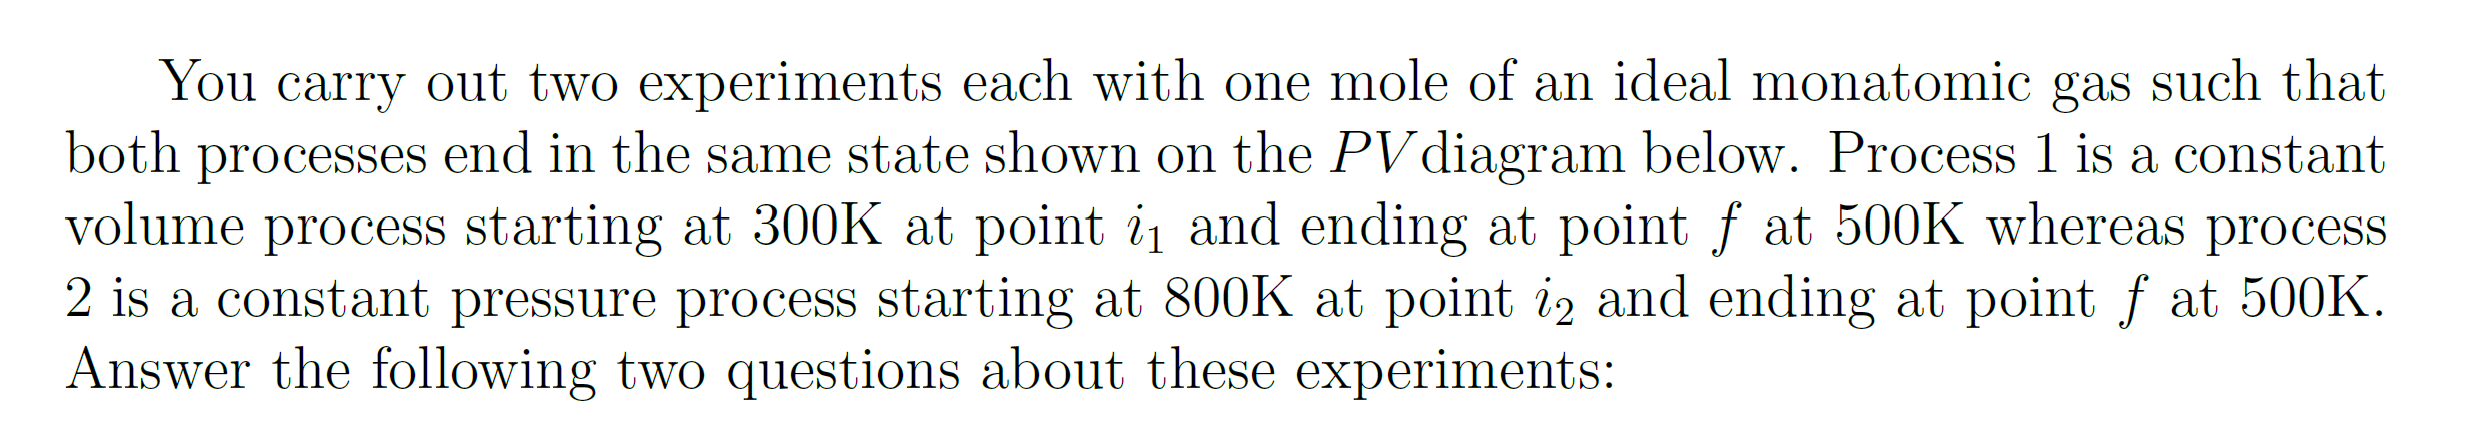 You carry out two experiments each with one mole of an ideal monatomic gas such that
both processes end in the same state shown on the PV diagram below. Process 1 is a constant
volume process starting at 300K at point i₁ and ending at point f at 500K whereas process
2 is a constant pressure process starting at 800K at point i₂ and ending at point f at 500K.
Answer the following two questions about these experiments: